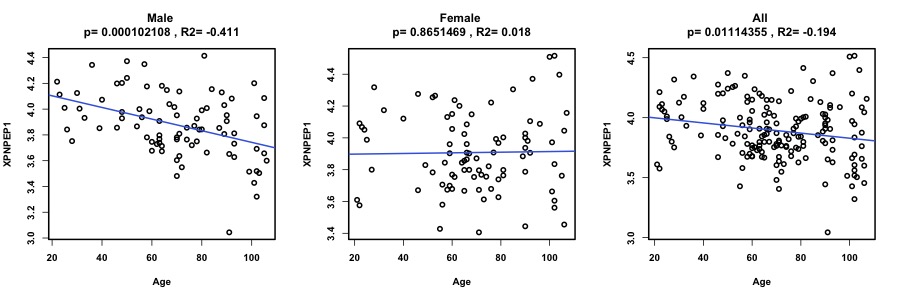 Male
p= 0.000102108 , R2= -0.411
XPNPEP1
4.4
4.2
4.0
3.8
3.6
3.4
3.2
3.0
20 40 60 80 100
Age
Female
p= 0.8651469 , R2= 0.018
XPNPEP1
4.4
4.2
4.0
3.8
3.6
3.4
20 40 60 80 100
Age
All
p= 0.01114355 , R2= -0.194
XPNPEP1
4.5
4.0
3.5
3.0
20 40 60 80 100
Age